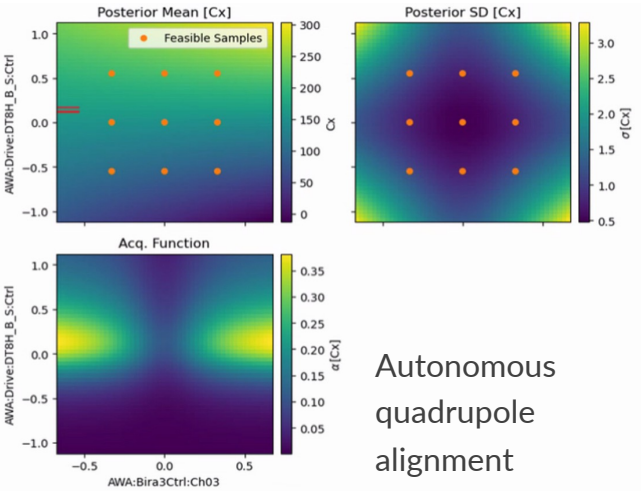 Posterior Mean [Cx]
Posterior SD [Cx]
Feasible Samples
AWA:Drive:DT8H_B_S:Ctrl
1.0
0.5
0.0
−0.5
−1.0
300
250
200
150
100
50
0
Cx
3.0
2.5
2.0
1.5
1.0
0.5
σ[Cx]
Acq. Function
AWA:Drive:DT8H_B_S:Ctrl
1.0
0.5
0.0
−0.5
−1.0
−0.5
0.0
0.5
AWA:Bira3Ctrl:Ch03
0.35
0.30
0.25
0.20
0.15
0.10
0.05
α[Cx]
Autonomous
quadrupole
alignment